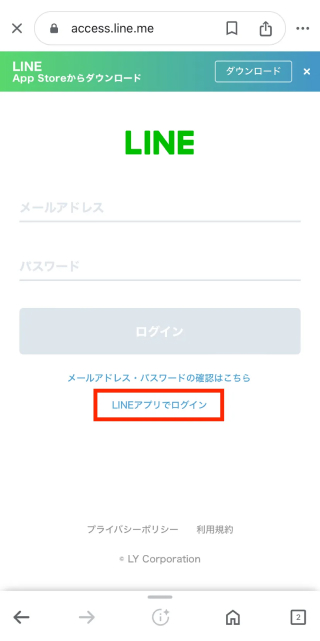 access.line.me
LINE
App Storeからダウンロード
ダウンロード
LINE
メールアドレス
パスワード
ログイン
メールアドレス・パスワードの確認はこちら
LINEアプリでログイン
プライバシーポリシー 利用規約
© LY Corporation
2